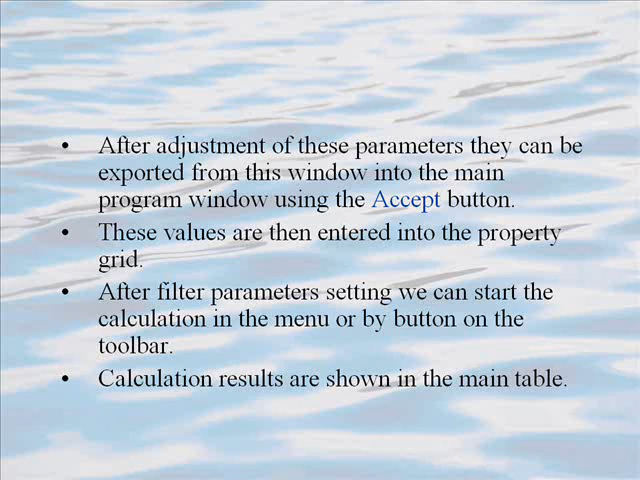 • After adjustment of these parameters they can be
exported from this window into the main
program window using the Accept button.
• These values are then entered into the property
grid.
• After filter parameters setting we can start the
calculation in the menu or by button on the
toolbar.
• Calculation results are shown in the main table.